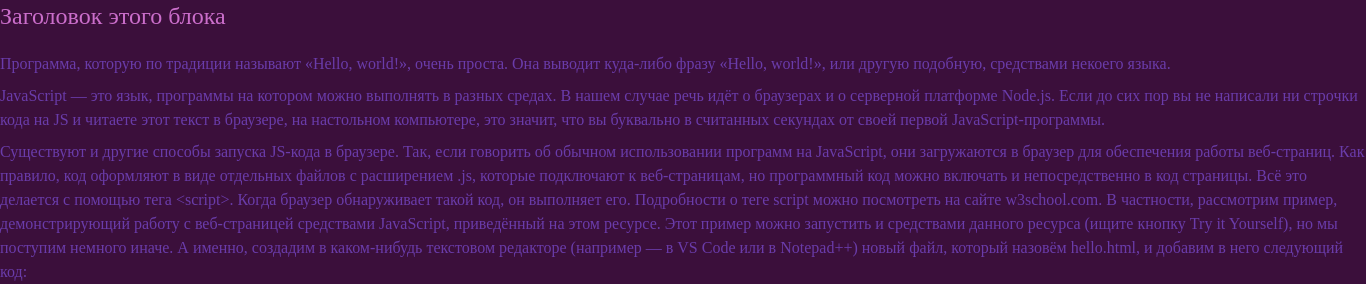 Заголовок этого блока
Программа, которую по традиции называют «Hello, world!», очень проста. Она выводит куда-либо фразу «Hello, world!», или другую подобную, средствами некоего языка.
JavaScript — это язык, программы на котором можно выполнять в разных средах. В нашем случае речь идёт о браузерах и о серверной платформе Node.js. Если до сих пор вы не написали ни строчки
кода на JS и читаете этот текст в браузере, на настольном компьютере, это значит, что вы буквально в считанных секундах от своей первой JavaScript-программы.
Существуют и другие способы запуска JS-кода в браузере. Так, если говорить об обычном использовании программ на JavaScript, они загружаются в браузер для обеспечения работы веб-страниц. Как
правило, код оформляют в виде отдельных файлов с расширением .js, которые подключают к веб-страницам, но программный код можно включать и непосредственно в код страницы. Всё это
делается с помощью тега <script>. Когда браузер обнаруживает такой код, он выполняет его. Подробности о теге script можно посмотреть на сайте w3school.com. В частности, рассмотрим пример,
демонстрирующий работу с веб-страницей средствами JavaScript, приведённый на этом ресурсе. Этот пример можно запустить и средствами данного ресурса (ищите кнопку Try it Yourself), но мы
поступим немного иначе. А именно, создадим в каком-нибудь текстовом редакторе (например — в VS Code или в Notepad++) новый файл, который назовём hello.html, и добавим в него следующий
код: